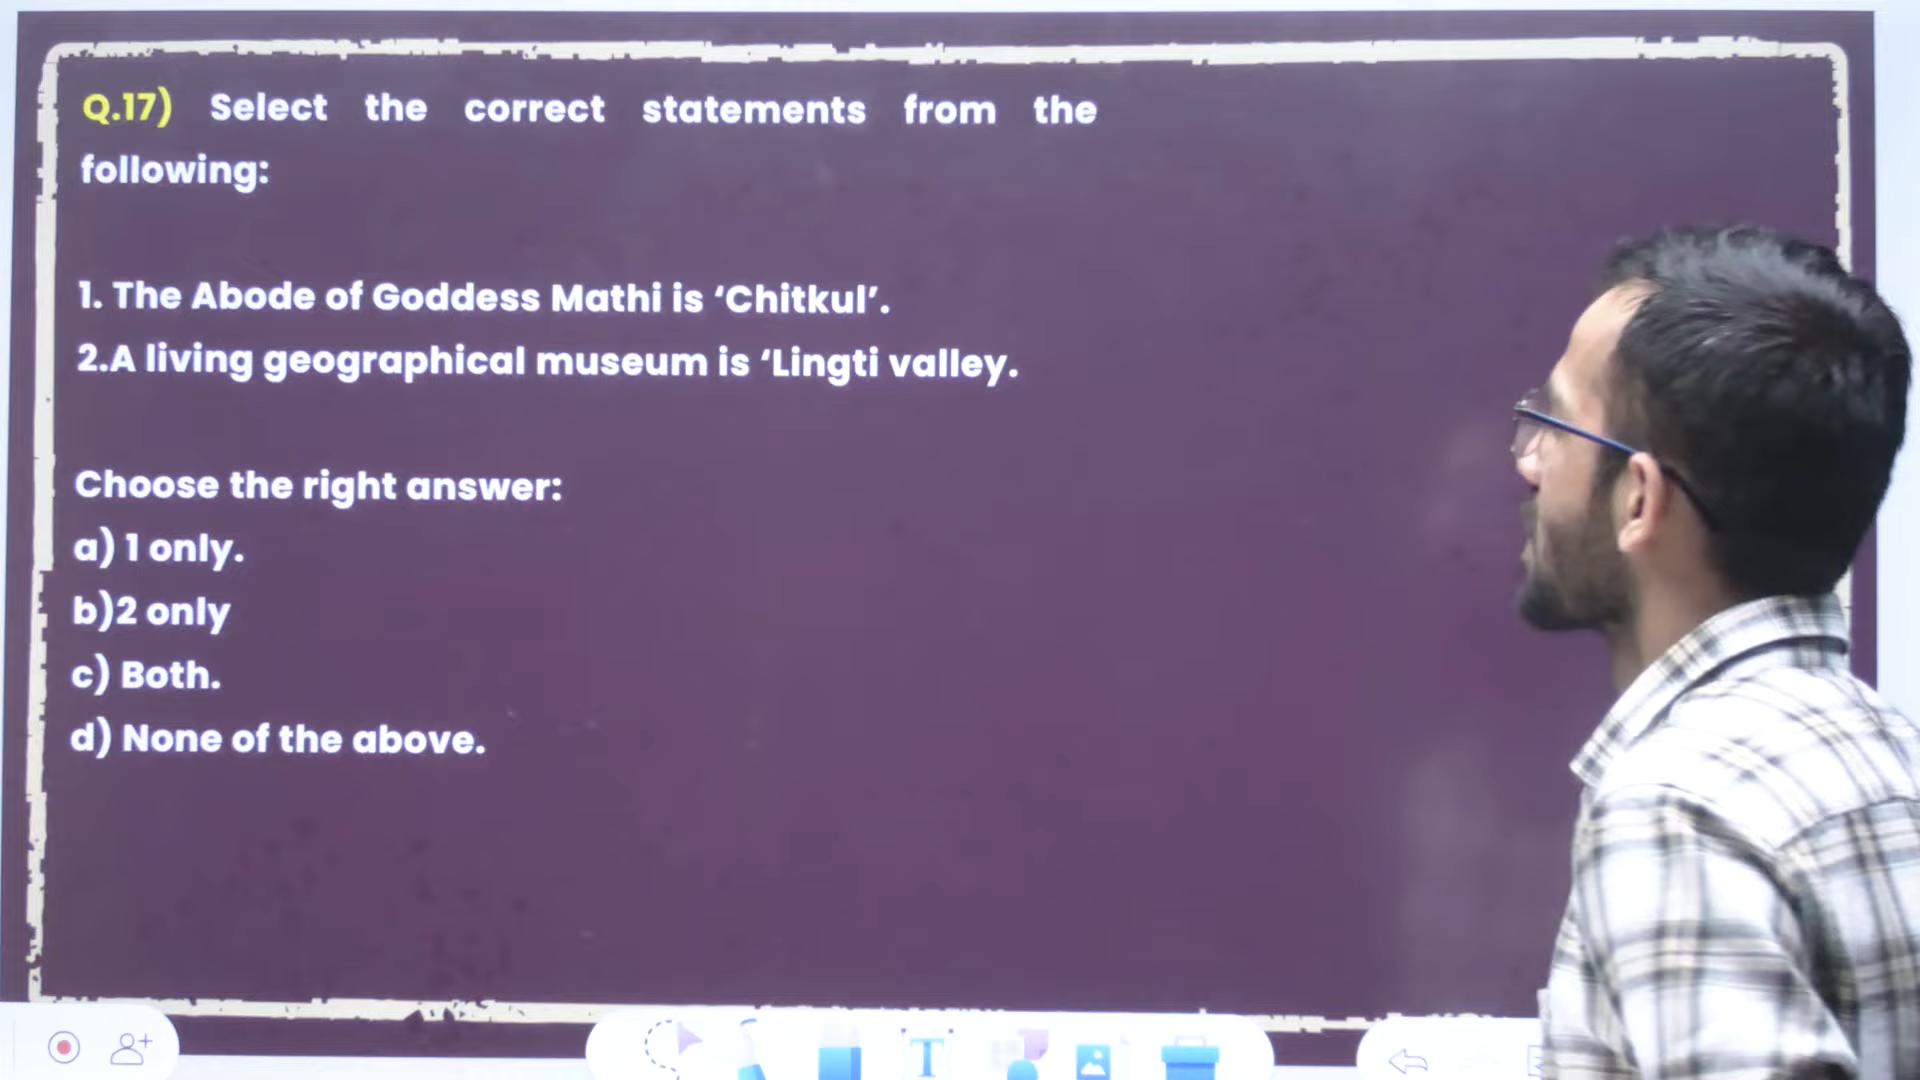 Q.17) Select the correct statements from the
following:
1. The Abode of Goddess Mathi is ‘Chitkul’.
2.A living geographical museum is ‘Lingti valley.
Choose the right answer:
a) 1 only.
b)2 only
c) Both.
d) None of the above.
T